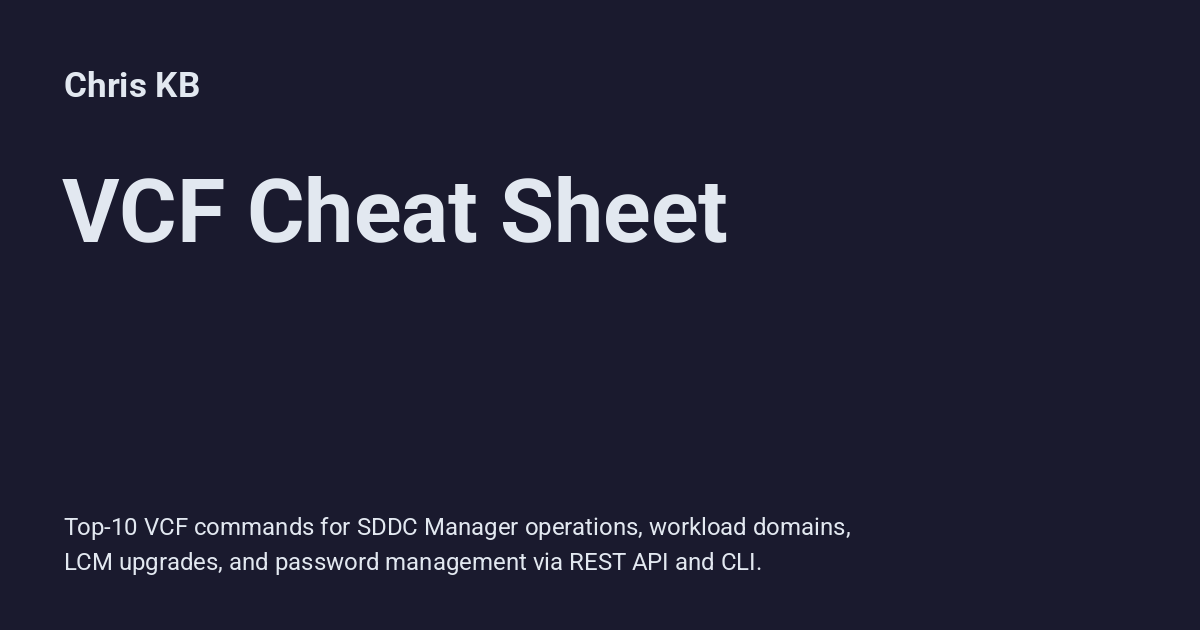 Chris KB
VCF Cheat Sheet
Top-10 VCF commands for SDDC Manager operations, workload domains,
LCM upgrades, and password management via REST API and CLI.